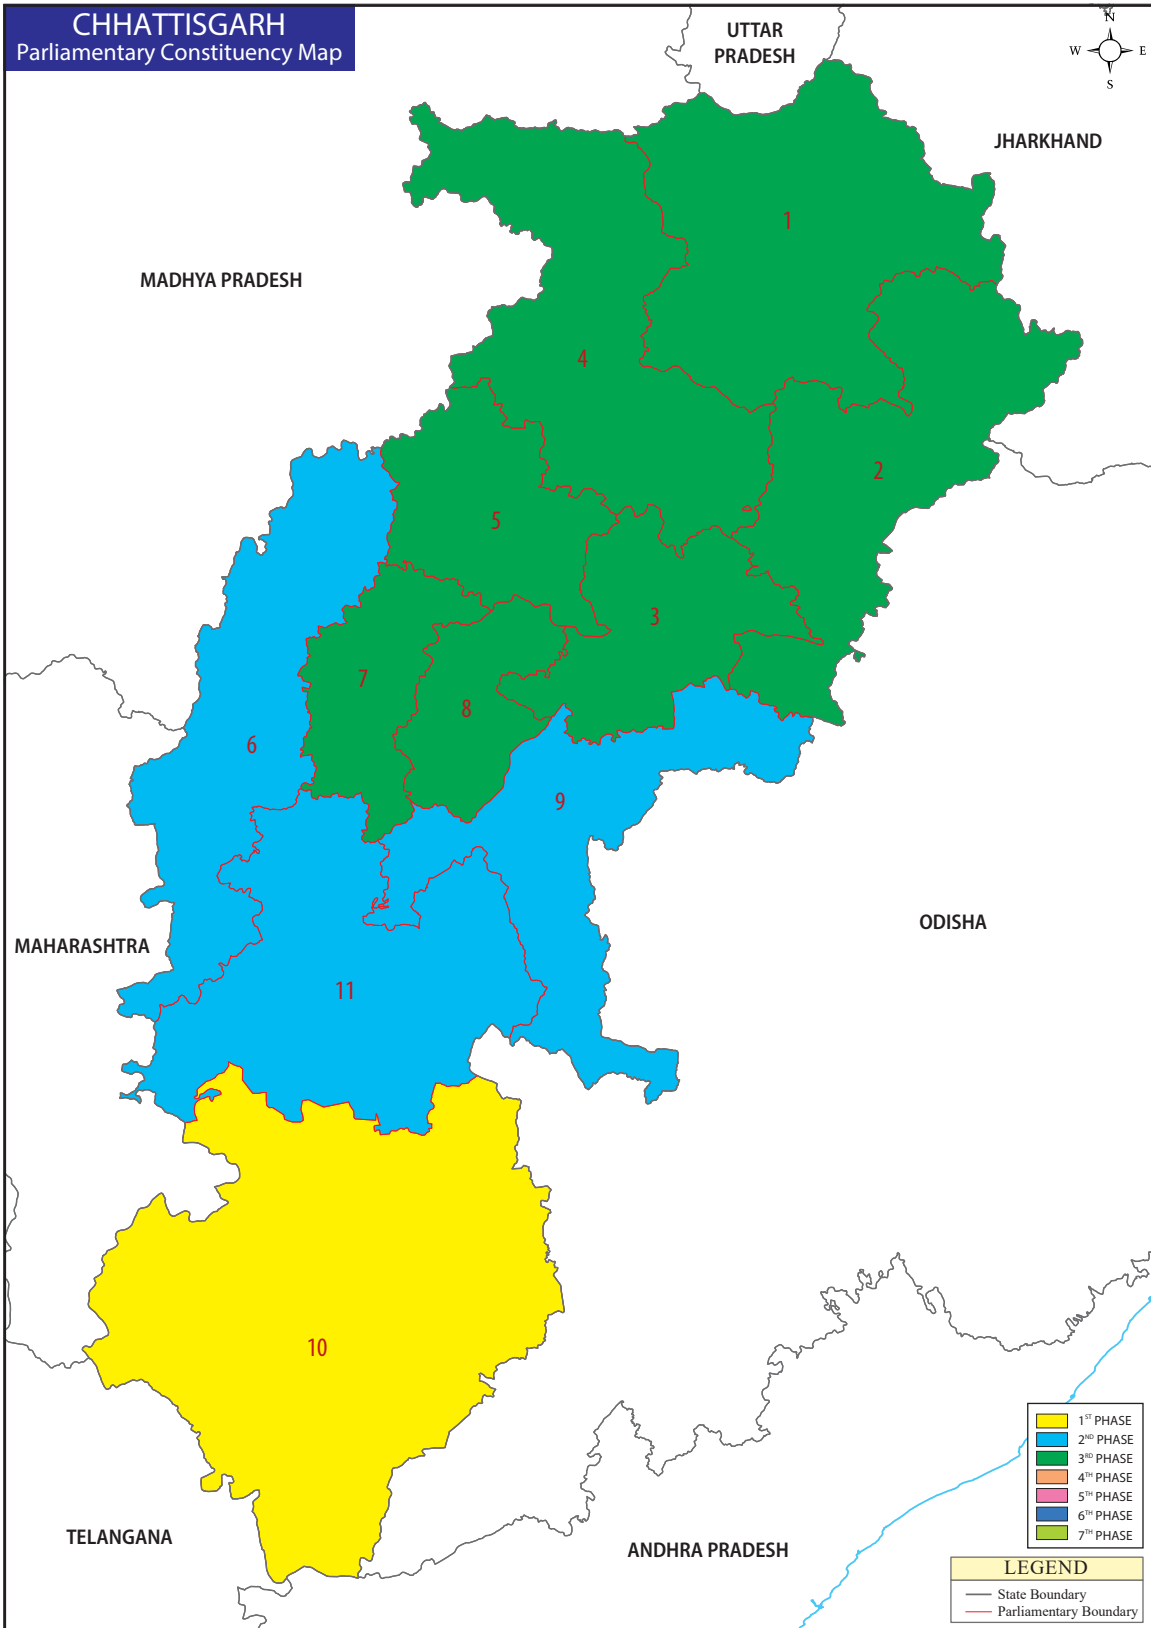 CHHATTISGARH
Parliamentary Constituency Map
UTTAR
PRADESH
N
W E
S
JHARKHAND
1
MADHYA PRADESH
4
2
5
3
7
8
6
9
ODISHA
MAHARASHTRA
11
10
1ST PHASE
2ND PHASE
3RD PHASE
4TH PHASE
5TH PHASE
6TH PHASE
7TH PHASE
TELANGANA
ANDHRA PRADESH
LEGEND
State Boundary
Parliamentary Boundary